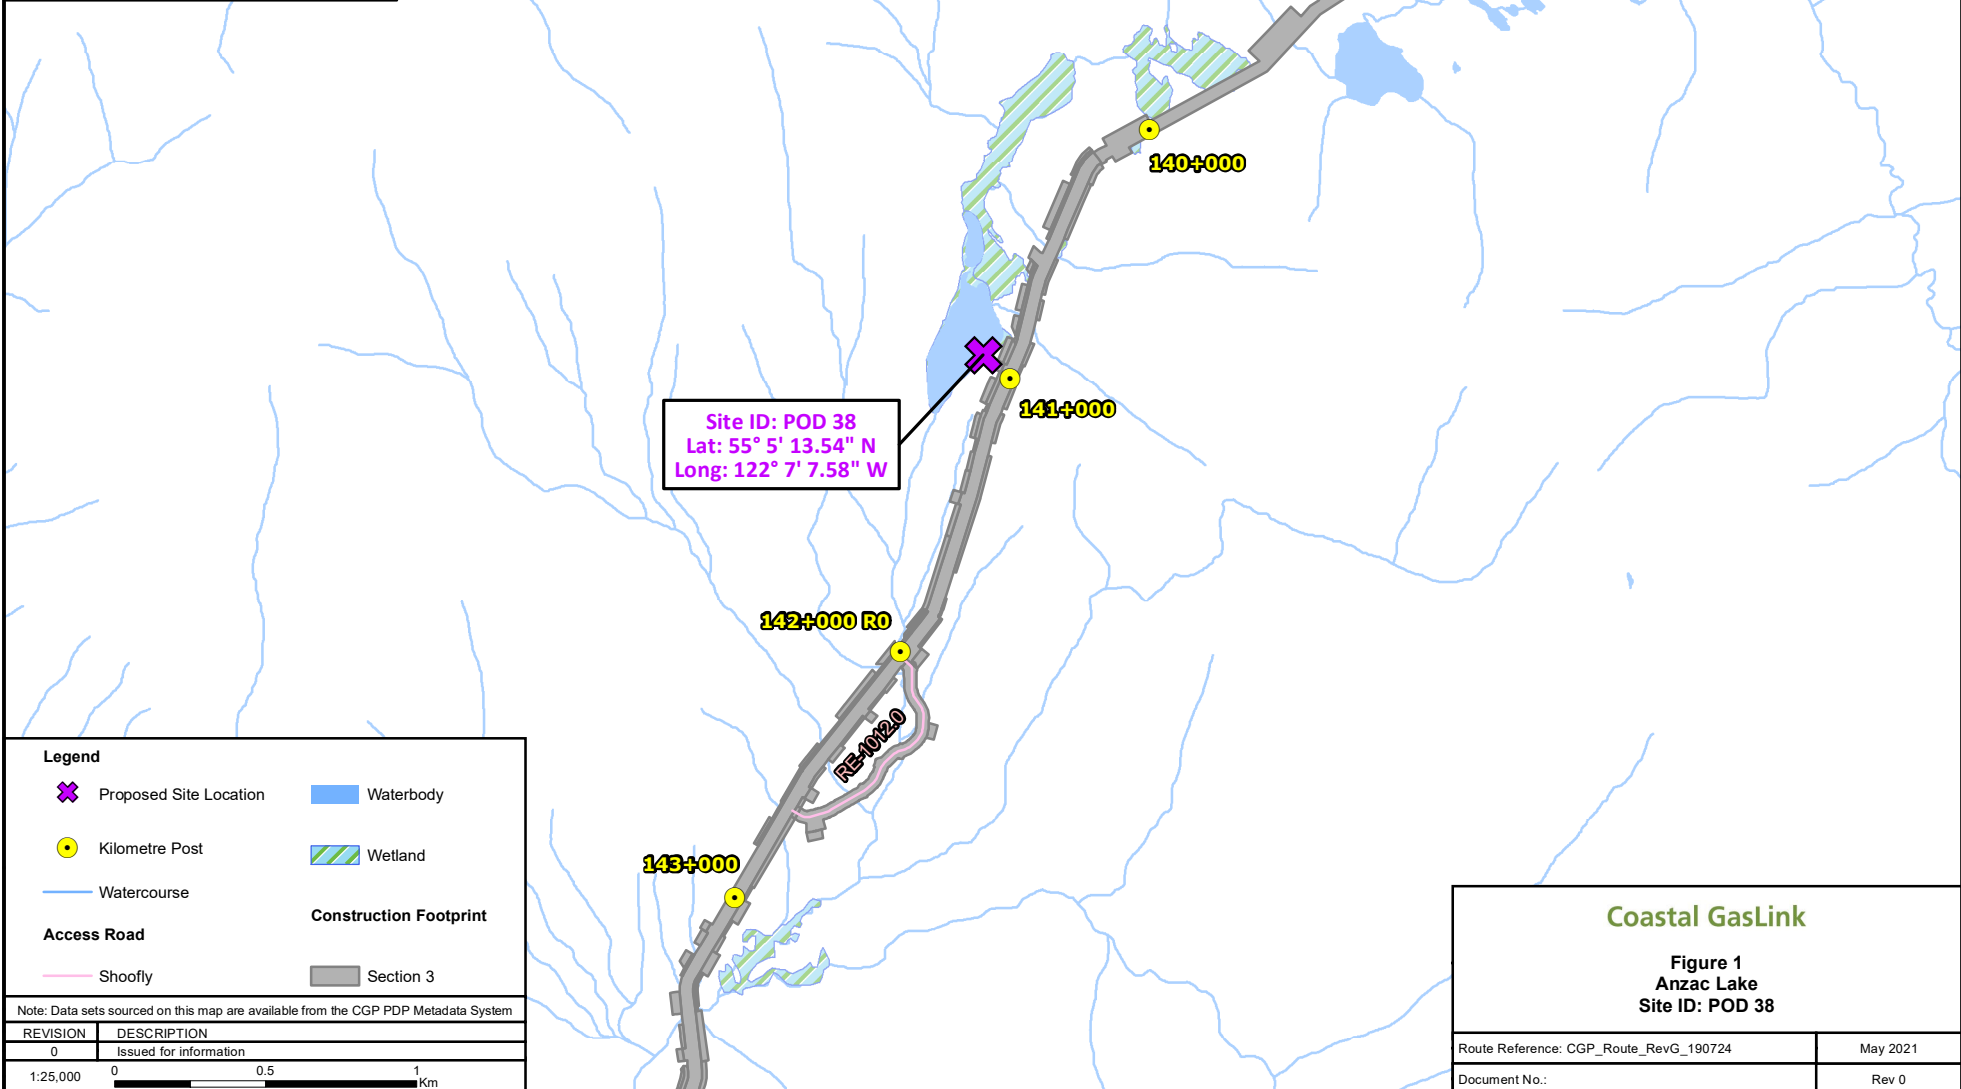 140+000
141+000
Site ID: POD 38
Lat: 55° 5' 13.54" N
Long: 122° 7' 7.58" W
142+000 R0
RE-1012.0
143+000
Legend
Proposed Site Location
Waterbody
Kilometre Post
Wetland
Watercourse
Construction Footprint
Access Road
Shoofly
Section 3
Note: Data sets sourced on this map are available from the CGP PDP Metadata System
REVISION DESCRIPTION
0 Issued for information
1:25,000 0 0.5 1 Km
Coastal GasLink
Figure 1
Anzac Lake
Site ID: POD 38
Route Reference: CGP_Route_RevG_190724 May 2021
Document No.: Rev 0